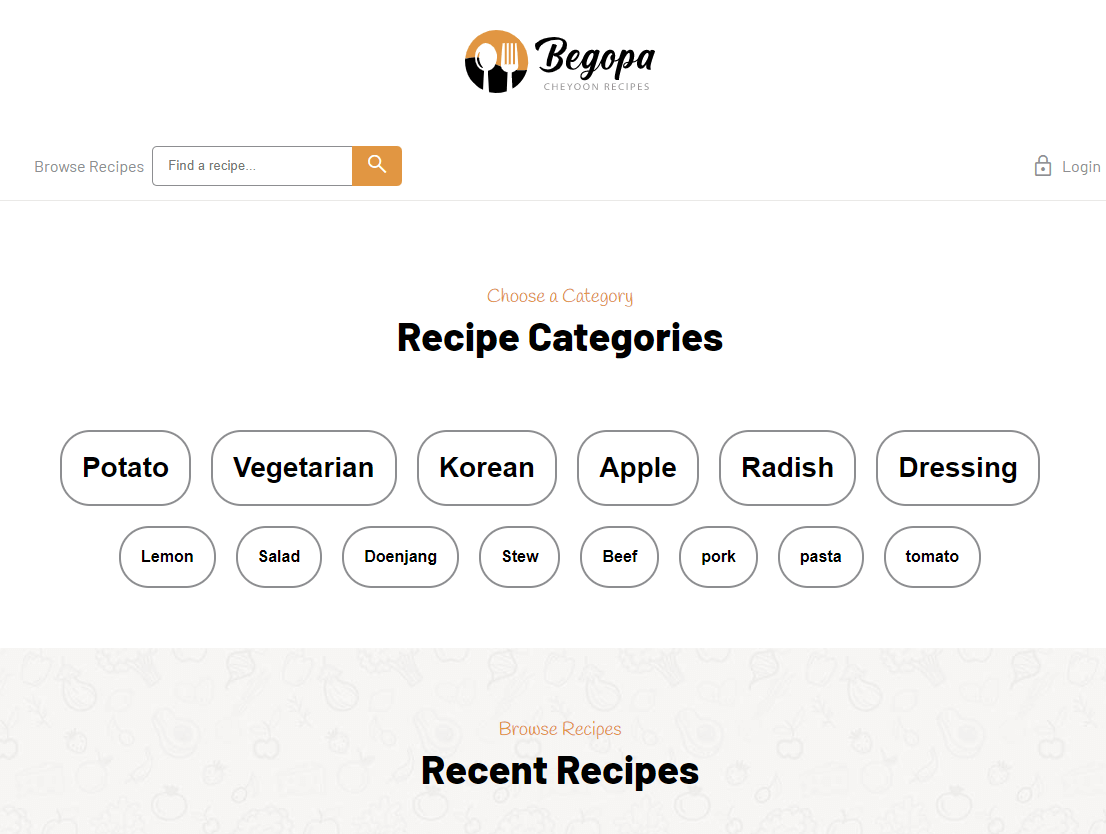 Begopa
CHEYOON RECIPES
Browse Recipes Find a recipe... Login
Choose a Category
Recipe Categories
Potato Vegetarian Korean Apple Radish Dressing
Lemon Salad Doenjang Stew Beef pork pasta tomato
Browse Recipes
Recent Recipes